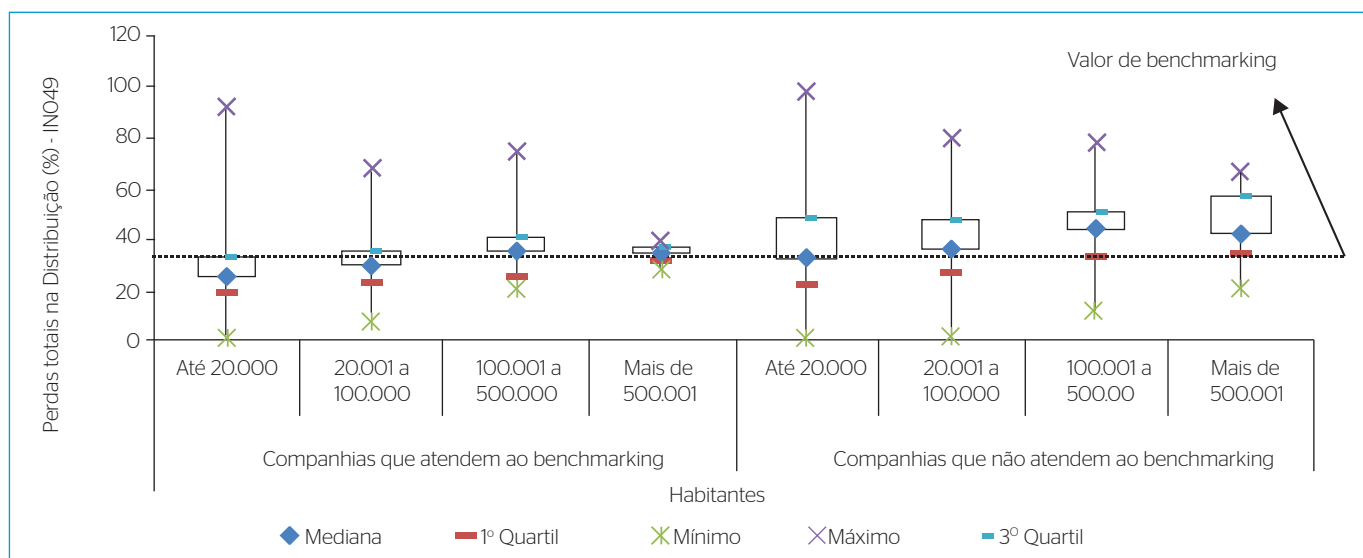 Perdas totais na Distribuição (%) - IN049
120
100
80
60
40
20
0
Valor de benchmarking
Até 20.000
20.001 a
100.000
100.001 a
500.000
Mais de
500.001
Até 20.000
20.001 a
100.000
100.001 a
500.00
Mais de
500.001
Companhias que atendem ao benchmarking
Companhias que não atendem ao benchmarking
Habitantes
Mediana
1º Quartil
Mínimo
Máximo
3º Quartil